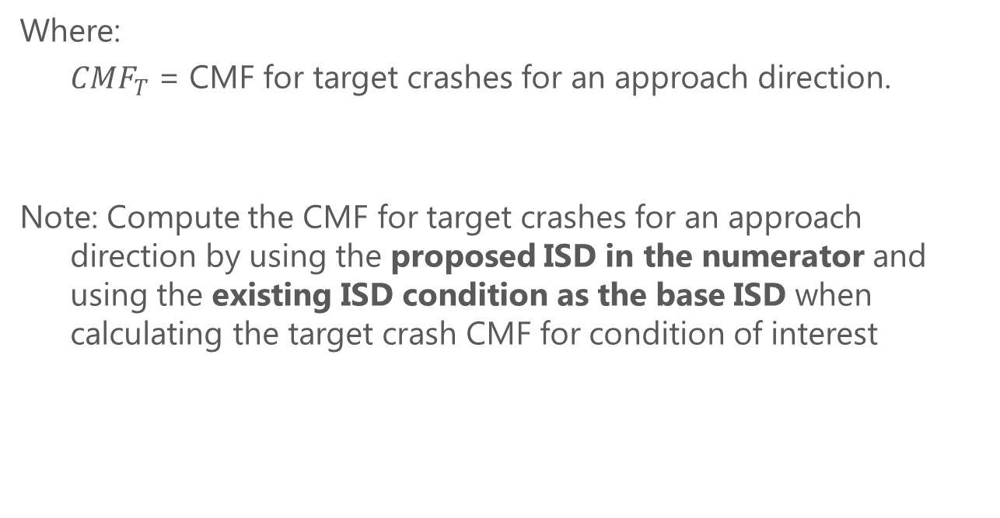 Where:
CMF_T = CMF for target crashes for an approach direction.
Note: Compute the CMF for target crashes for an approach
direction by using the proposed ISD in the numerator and
using the existing ISD condition as the base ISD when
calculating the target crash CMF for condition of interest